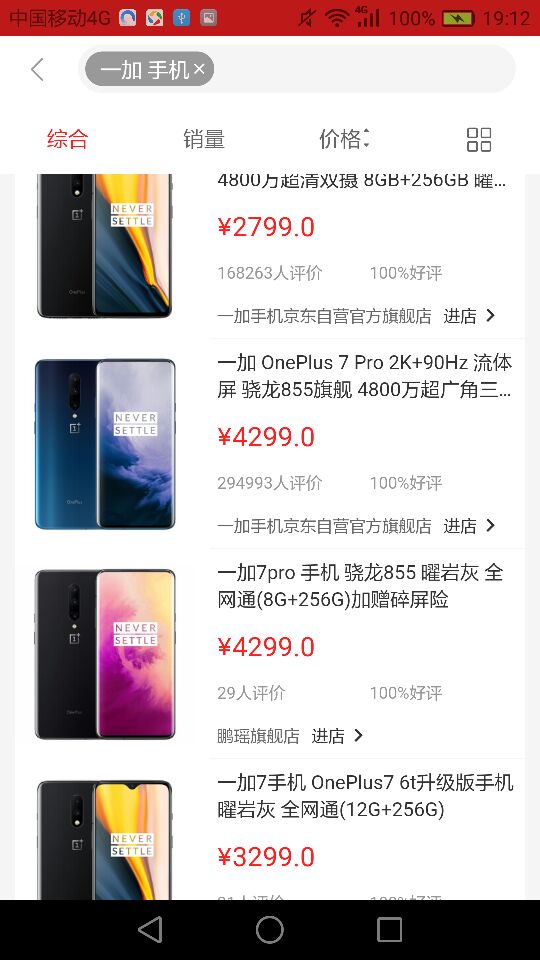 中国移动4G
4G
100%
19:12
一加 手机×
综合
销量
价格
4800万超清双摄 8GB+256GB 曜...
NEVER
SETTLE
¥2799.0
168263人评价
100%好评
一加手机京东自营官方旗舰店
进店
一加 OnePlus 7 Pro 2K+90Hz 流体
屏 骁龙855旗舰 4800万超广角三...
NEVER
SETTLE
¥4299.0
294993人评价
100%好评
一加手机京东自营官方旗舰店
进店
一加7pro 手机 骁龙855 曜岩灰 全
网通(8G+256G)加赠碎屏险
NEVER
SETTLE
¥4299.0
29人评价
100%好评
鹏瑶旗舰店
进店
一加7手机 OnePlus7 6t升级版手机
曜岩灰 全网通(12G+256G)
NEVER
SETTLE
¥3299.0